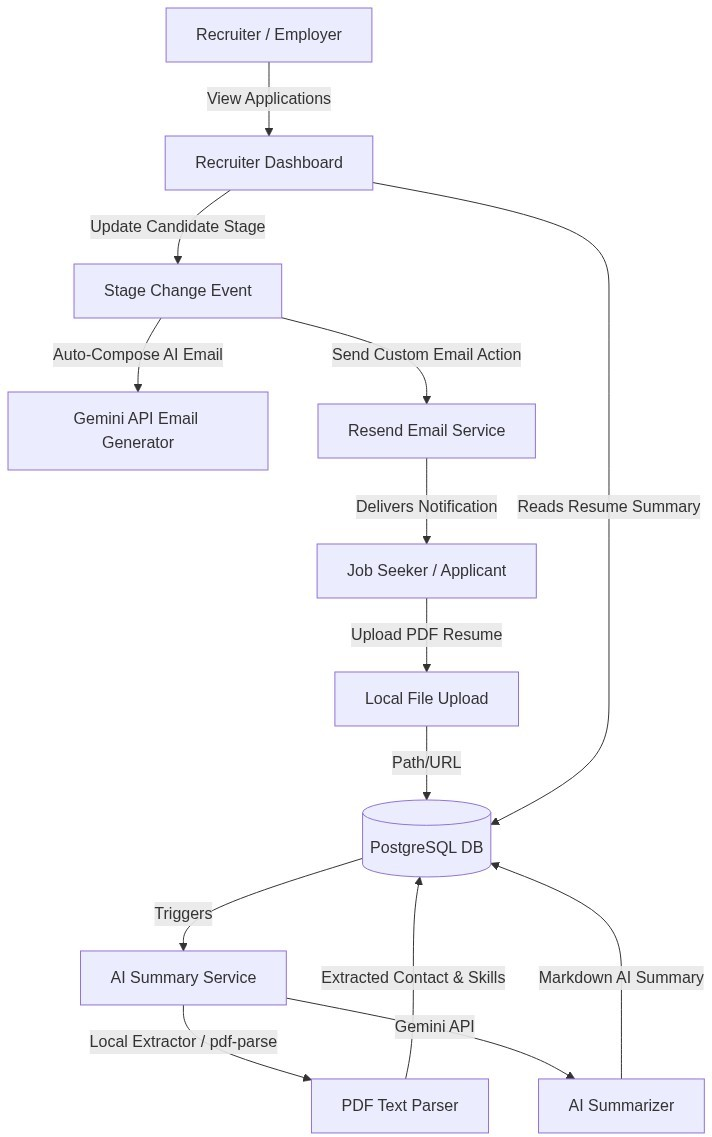 Recruiter / Employer
View Applications
Recruiter Dashboard
Update Candidate Stage
Stage Change Event
Auto-Compose AI Email
Send Custom Email Action
Gemini API Email
Generator
Resend Email Service
Delivers Notification
Reads Resume Summary
Job Seeker / Applicant
Upload PDF Resume
Local File Upload
Path/URL
PostgreSQL DB
Triggers
AI Summary Service
Extracted Contact & Skills
Markdown AI Summary
Local Extractor / pdf-parse
Gemini API
PDF Text Parser
AI Summarizer